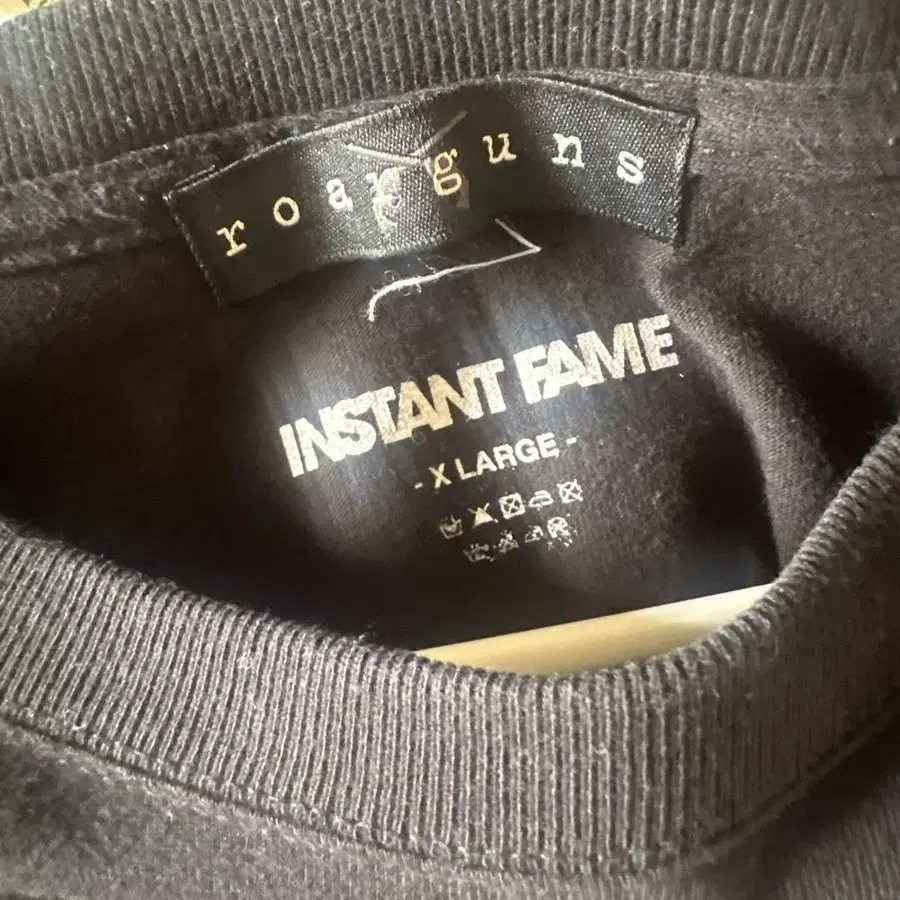 roarguns
INSTANT FAME
- X LARGE -